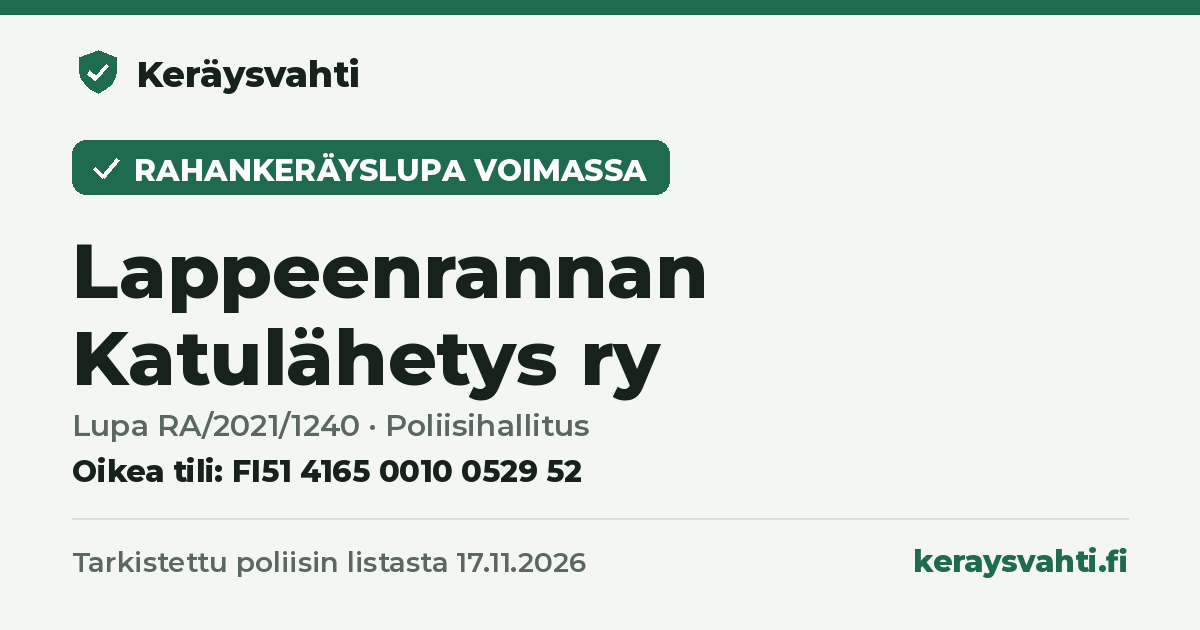 Keräysvahti
RAHANKERÄYSLUPA VOIMASSA
Lappeenrannan
Katulähetys ry
Lupa RA/2021/1240 · Poliisihallitus
Oikea tili: FI51 4165 0010 0529 52
Tarkistettu poliisin listasta 17.11.2026
keraysvahti.fi